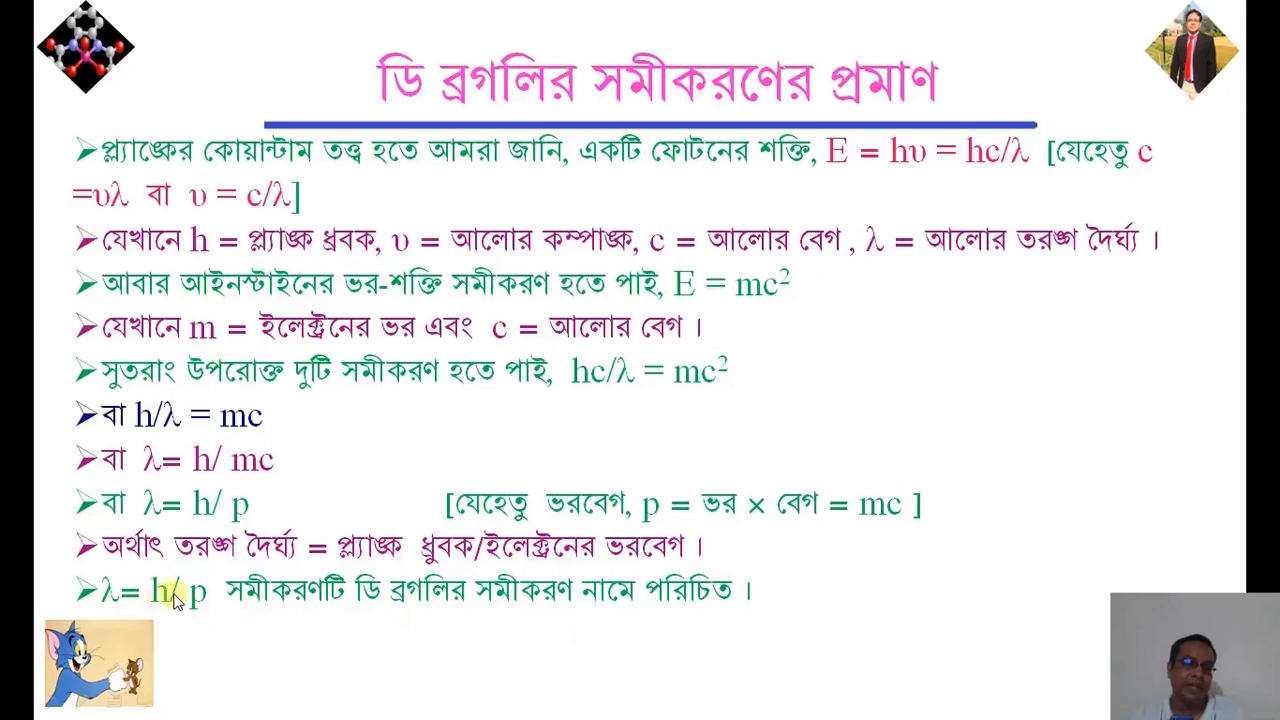 ডি ব্রগলির সমীকরণের প্রমাণ
➢প্ল্যাঙ্কের কোয়ান্টাম তত্ত্ব হতে আমরা জানি, একটি ফোটনের শক্তি, E = hυ = hc/λ [যেহেতু c
=υλ বা υ = c/λ]
➢যেখানে h = প্ল্যাঙ্ক ধ্রবক, υ = আলোর কম্পাঙ্ক, c = আলোর বেগ , λ = আলোর তরঙ্গ দৈর্ঘ্য ।
➢আবার আইনস্টাইনের ভর-শক্তি সমীকরণ হতে পাই, E = mc²
➢যেখানে m = ইলেক্ট্রনের ভর এবং c = আলোর বেগ ।
➢সুতরাং উপরোক্ত দুটি সমীকরণ হতে পাই, hc/λ = mc²
➢বা h/λ = mc
➢বা λ= h/ mc
➢বা λ= h/ p [যেহেতু ভরবেগ, p = ভর × বেগ = mc ]
➢অর্থাৎ তরঙ্গ দৈর্ঘ্য = প্ল্যাঙ্ক ধ্রুবক/ইলেক্ট্রনের ভরবেগ ।
➢λ= h/ p সমীকরণটি ডি ব্রগলির সমীকরণ নামে পরিচিত ।